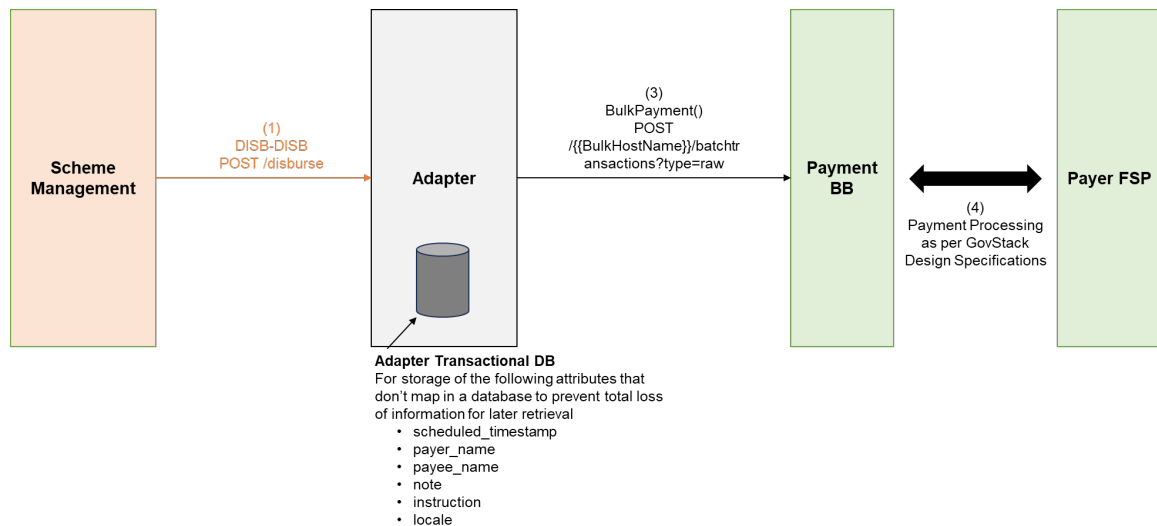 Scheme
Management
(1)
DISB-DISB
POST /disburse
Adapter
(3)
BulkPayment()
POST
/{{BulkHostName}}/batchtr
ansactions?type=raw
Payment
BB
(4)
Payment Processing
as per GovStack
Design Specifications
Payer FSP
Adapter Transactional DB
For storage of the following attributes that
don’t map in a database to prevent total loss
of information for later retrieval
• scheduled_timestamp
• payer_name
• payee_name
• note
• instruction
• locale